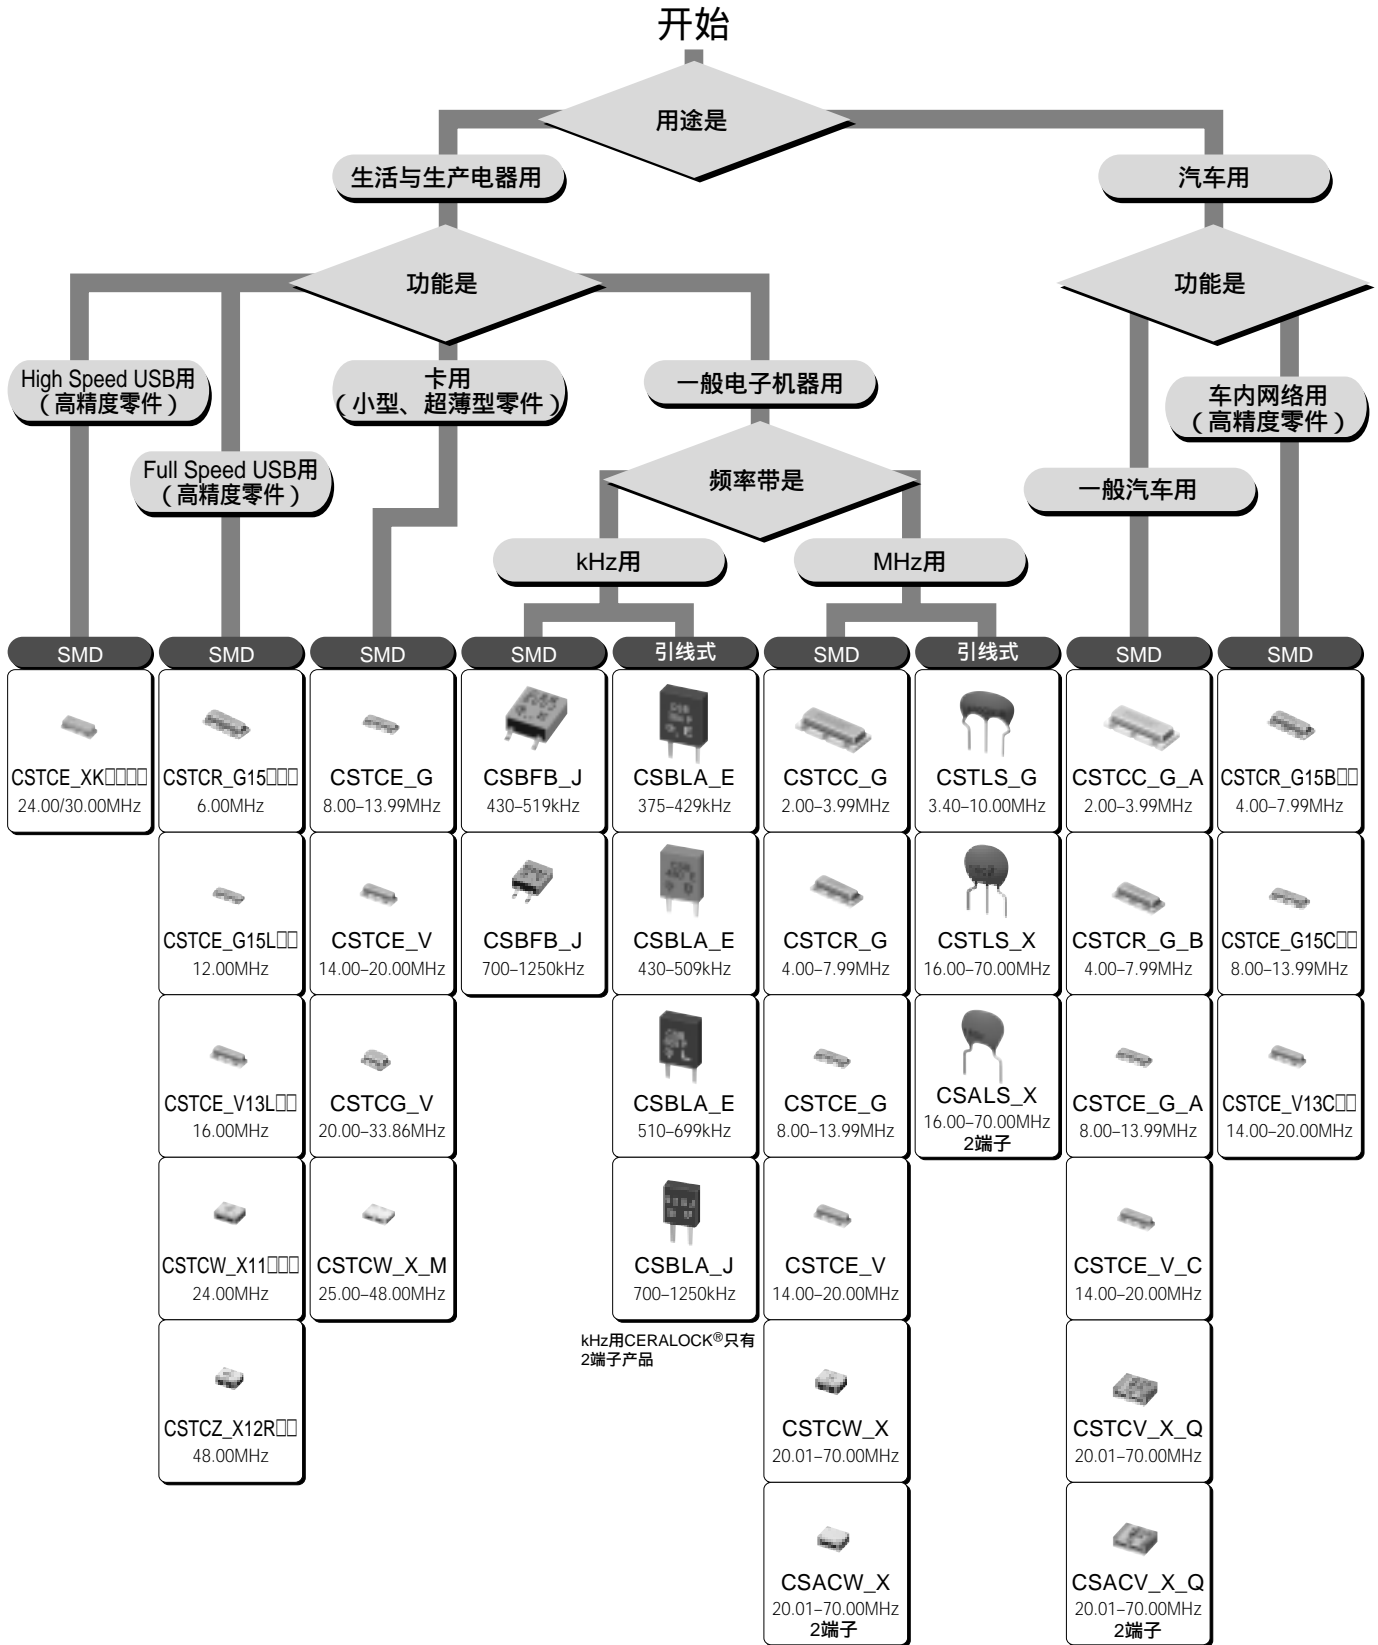 开始
用途是
生活与生产电器用
汽车用
功能是
功能是
High Speed USB用
（高精度零件）
卡用
（小型、超薄型零件）
一般电子机器用
车内网络用
（高精度零件）
Full Speed USB用
（高精度零件）
频率带是
一般汽车用
kHz用
MHz用
SMD
SMD
SMD
SMD
引线式
SMD
引线式
SMD
SMD
CSTCE_XK□□□□
24.00/30.00MHz
CSTCR_G15□□□
6.00MHz
CSTCE_G
8.00–13.99MHz
CSBFB_J
430–519kHz
CSBLA_E
375–429kHz
CSTCC_G
2.00–3.99MHz
CSTLS_G
3.40–10.00MHz
CSTCC_G_A
2.00–3.99MHz
CSTCR_G15B□□
4.00–7.99MHz
CSTCE_G15L□□
12.00MHz
CSTCE_V
14.00–20.00MHz
CSBFB_J
700–1250kHz
CSBLA_E
430–509kHz
CSTCR_G
4.00–7.99MHz
CSTLS_X
16.00–70.00MHz
CSTCR_G_B
4.00–7.99MHz
CSTCE_G15C□□
8.00–13.99MHz
CSTCE_V13L□□
16.00MHz
CSTCG_V
20.00–33.86MHz
CSBLA_E
510–699kHz
CSTCE_G
8.00–13.99MHz
CSALS_X
16.00–70.00MHz
2端子
CSTCE_G_A
8.00–13.99MHz
CSTCE_V13C□□
14.00–20.00MHz
CSTCW_X11□□□
24.00MHz
CSTCW_X_M
25.00–48.00MHz
CSBLA_J
700–1250kHz
CSTCE_V
14.00–20.00MHz
CSTCE_V_C
14.00–20.00MHz
kHz用CERALOCK®只有
2端子产品
CSTCZ_X12R□□
48.00MHz
CSTCW_X
20.01–70.00MHz
CSTCV_X_Q
20.01–70.00MHz
CSACW_X
20.01–70.00MHz
2端子
CSACV_X_Q
20.01–70.00MHz
2端子